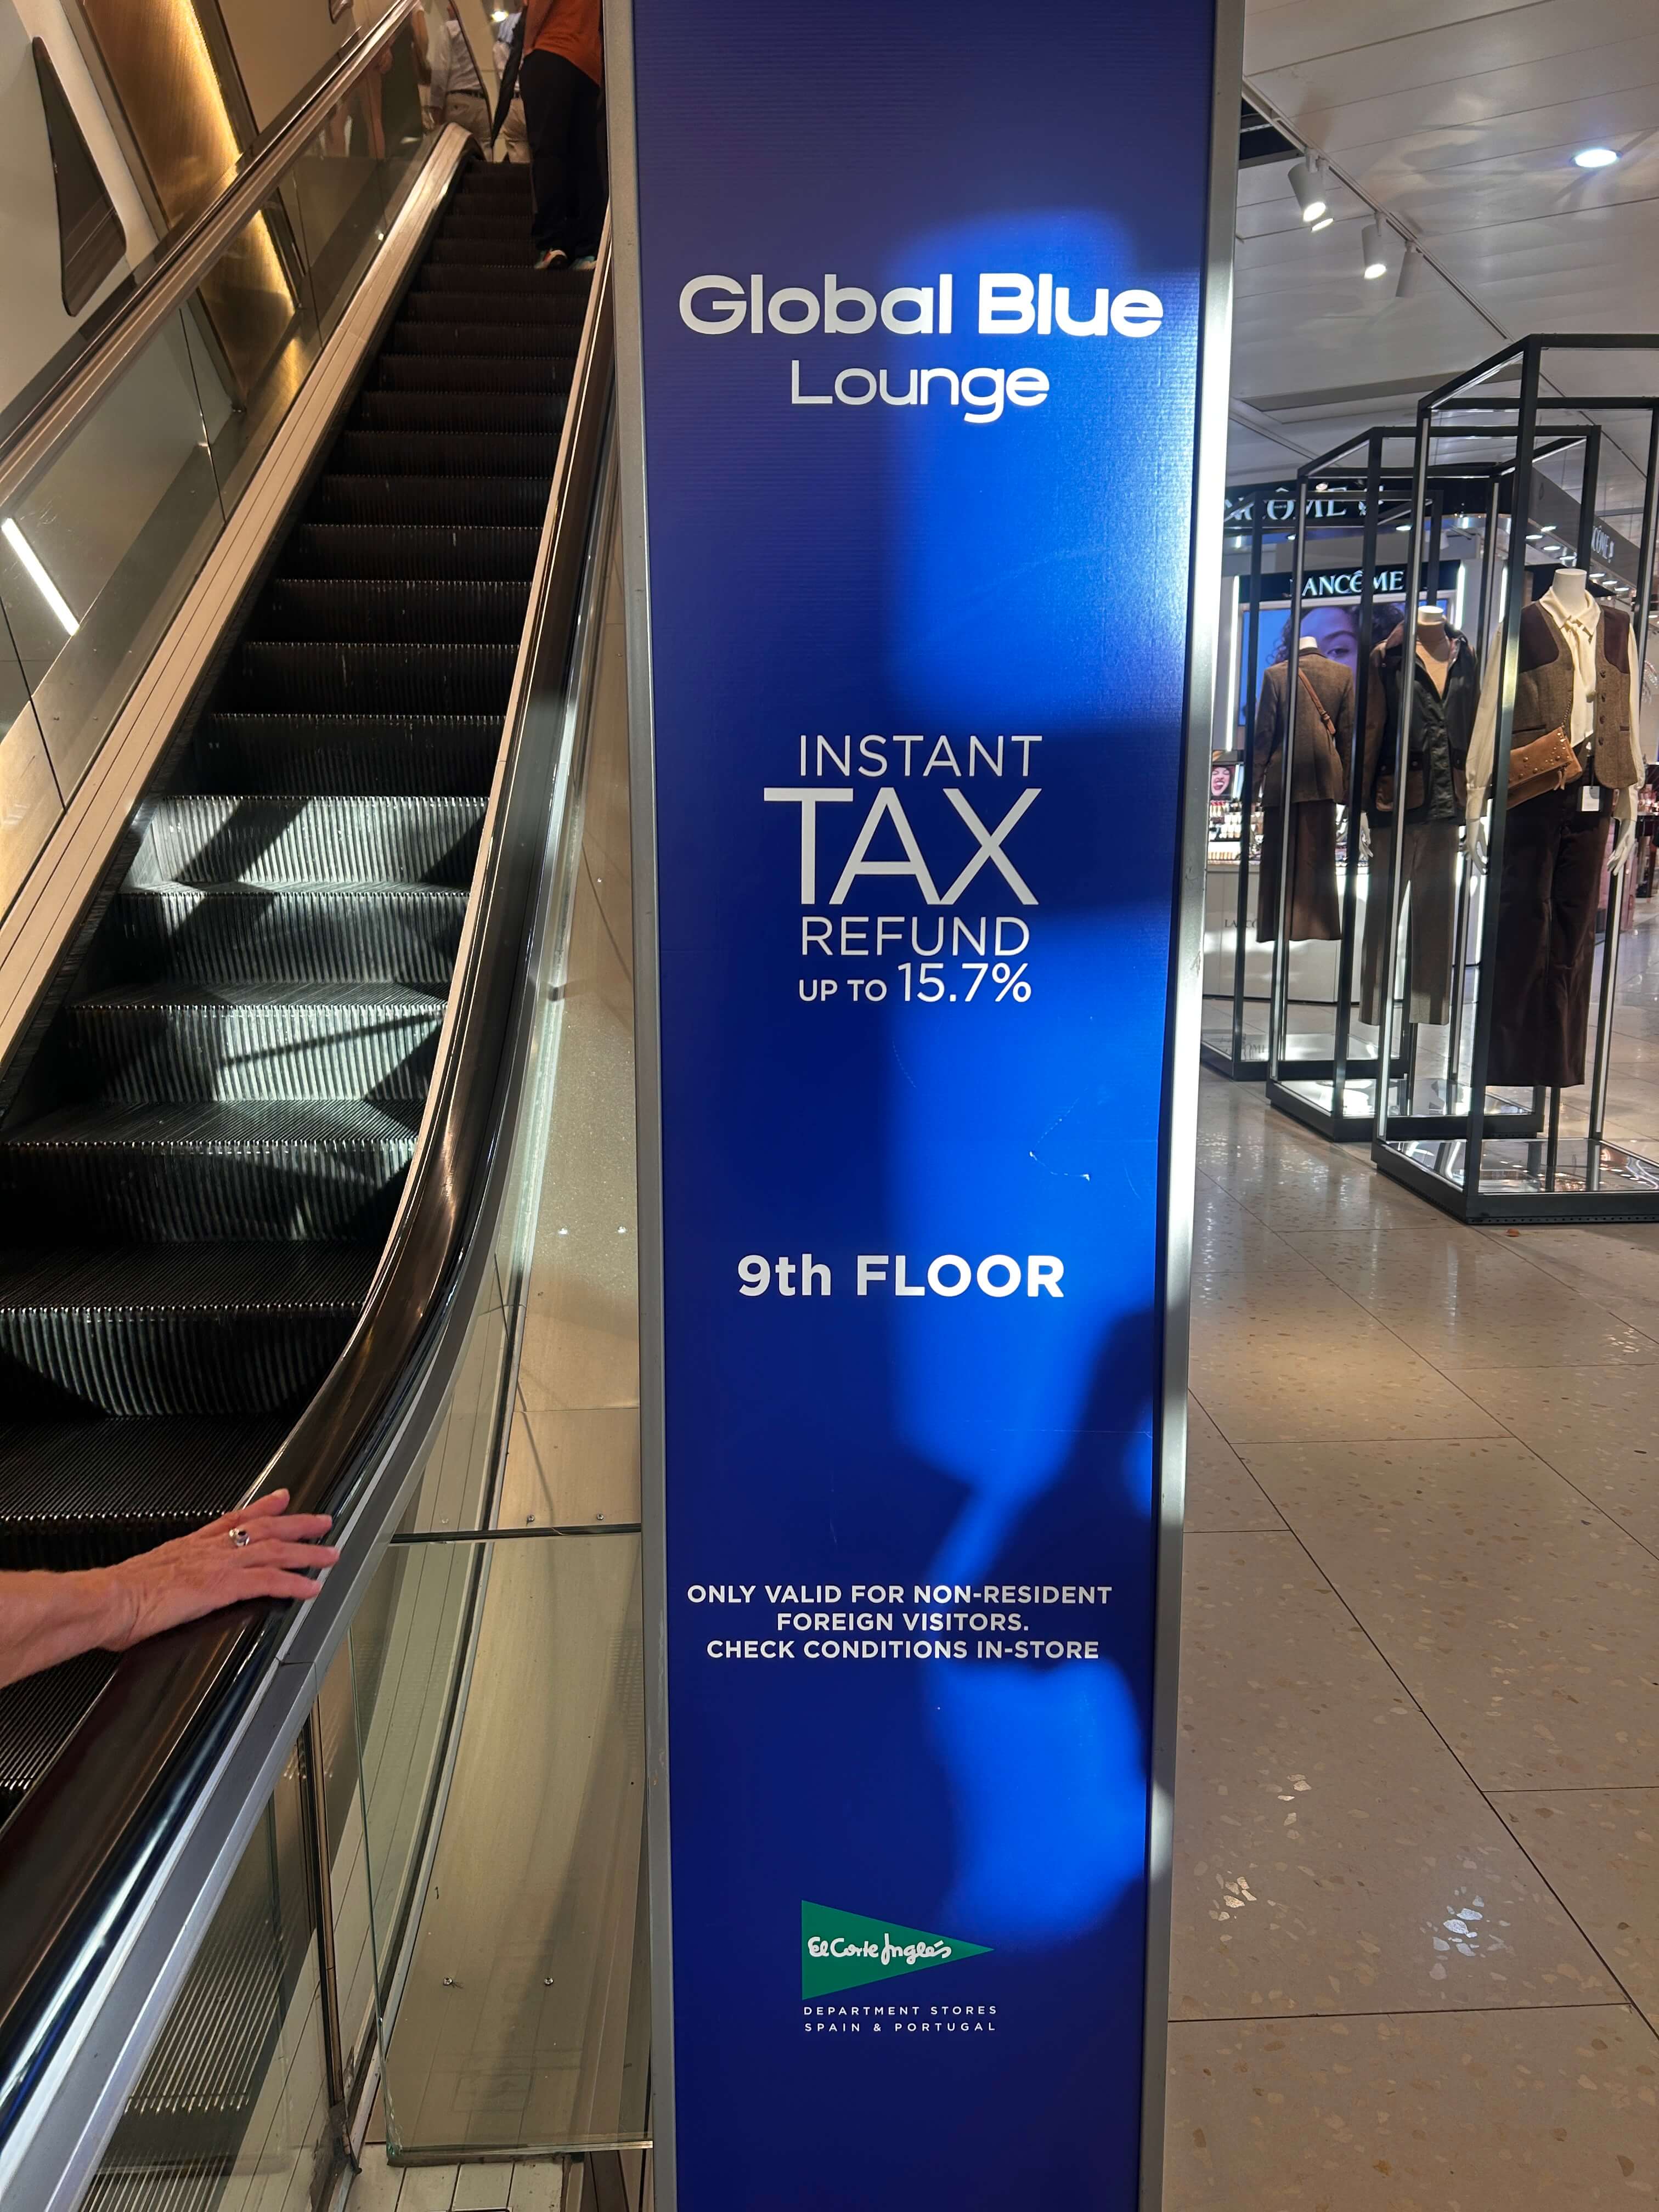 Global Blue
Lounge
INSTANT
TAX
REFUND
UP TO 15.7%
9th FLOOR
ONLY VALID FOR NON-RESIDENT
FOREIGN VISITORS.
CHECK CONDITIONS IN-STORE
El Corte Inglés
DEPARTMENT STORES
SPAIN & PORTUGAL
LANCÔME